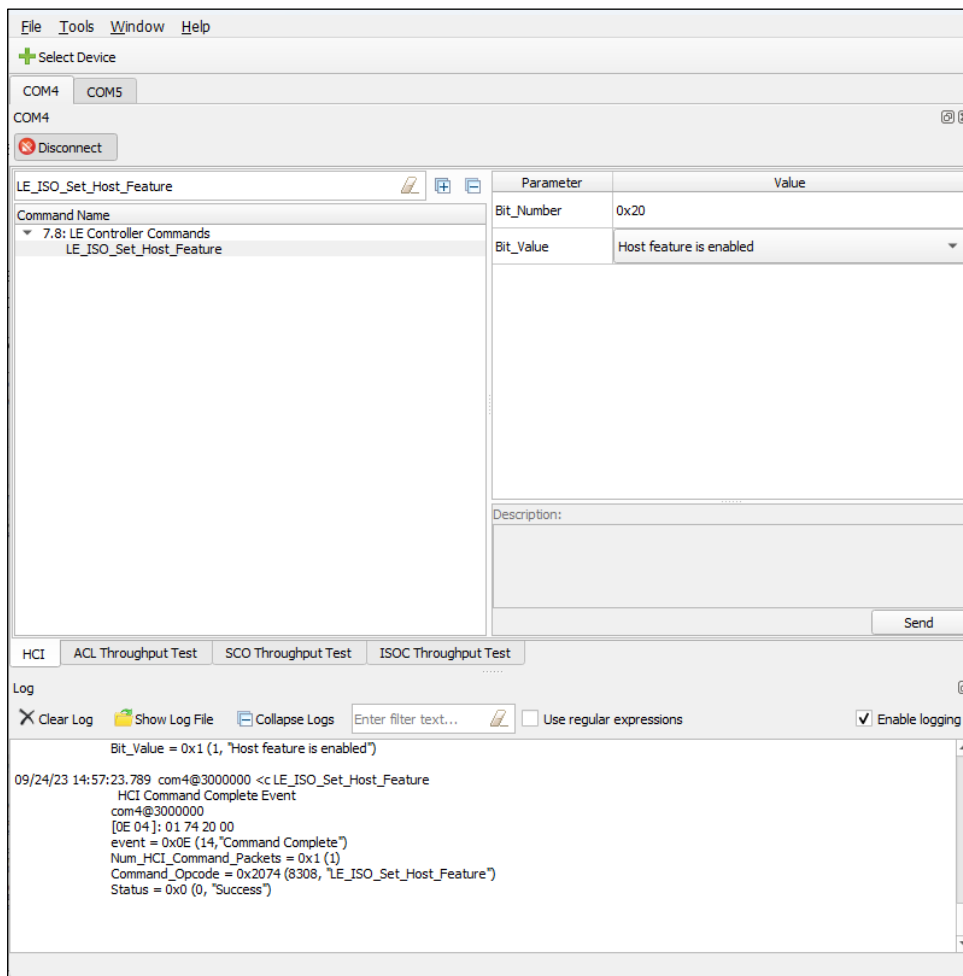 File Tools Window Help
Select Device
COM4 COM5
COM4
Disconnect
LE_ISO_Set_Host_Feature
Command Name
7.8: LE Controller Commands
LE_ISO_Set_Host_Feature
Parameter Value
Bit_Number 0x20
Bit_Value Host feature is enabled
Description:
Send
HCI ACL Throughput Test SCO Throughput Test ISOC Throughput Test
Log
Clear Log Show Log File Collapse Logs Enter filter text... Use regular expressions Enable logging
Bit_Value = 0x1 (1, "Host feature is enabled")
09/24/23 14:57:23.789 com4@3000000 <c LE_ISO_Set_Host_Feature
HCI Command Complete Event
com4@3000000
[0E 04]: 01 74 20 00
event = 0x0E (14,"Command Complete")
Num_HCI_Command_Packets = 0x1 (1)
Command_Opcode = 0x2074 (8308, "LE_ISO_Set_Host_Feature")
Status = 0x0 (0, "Success")